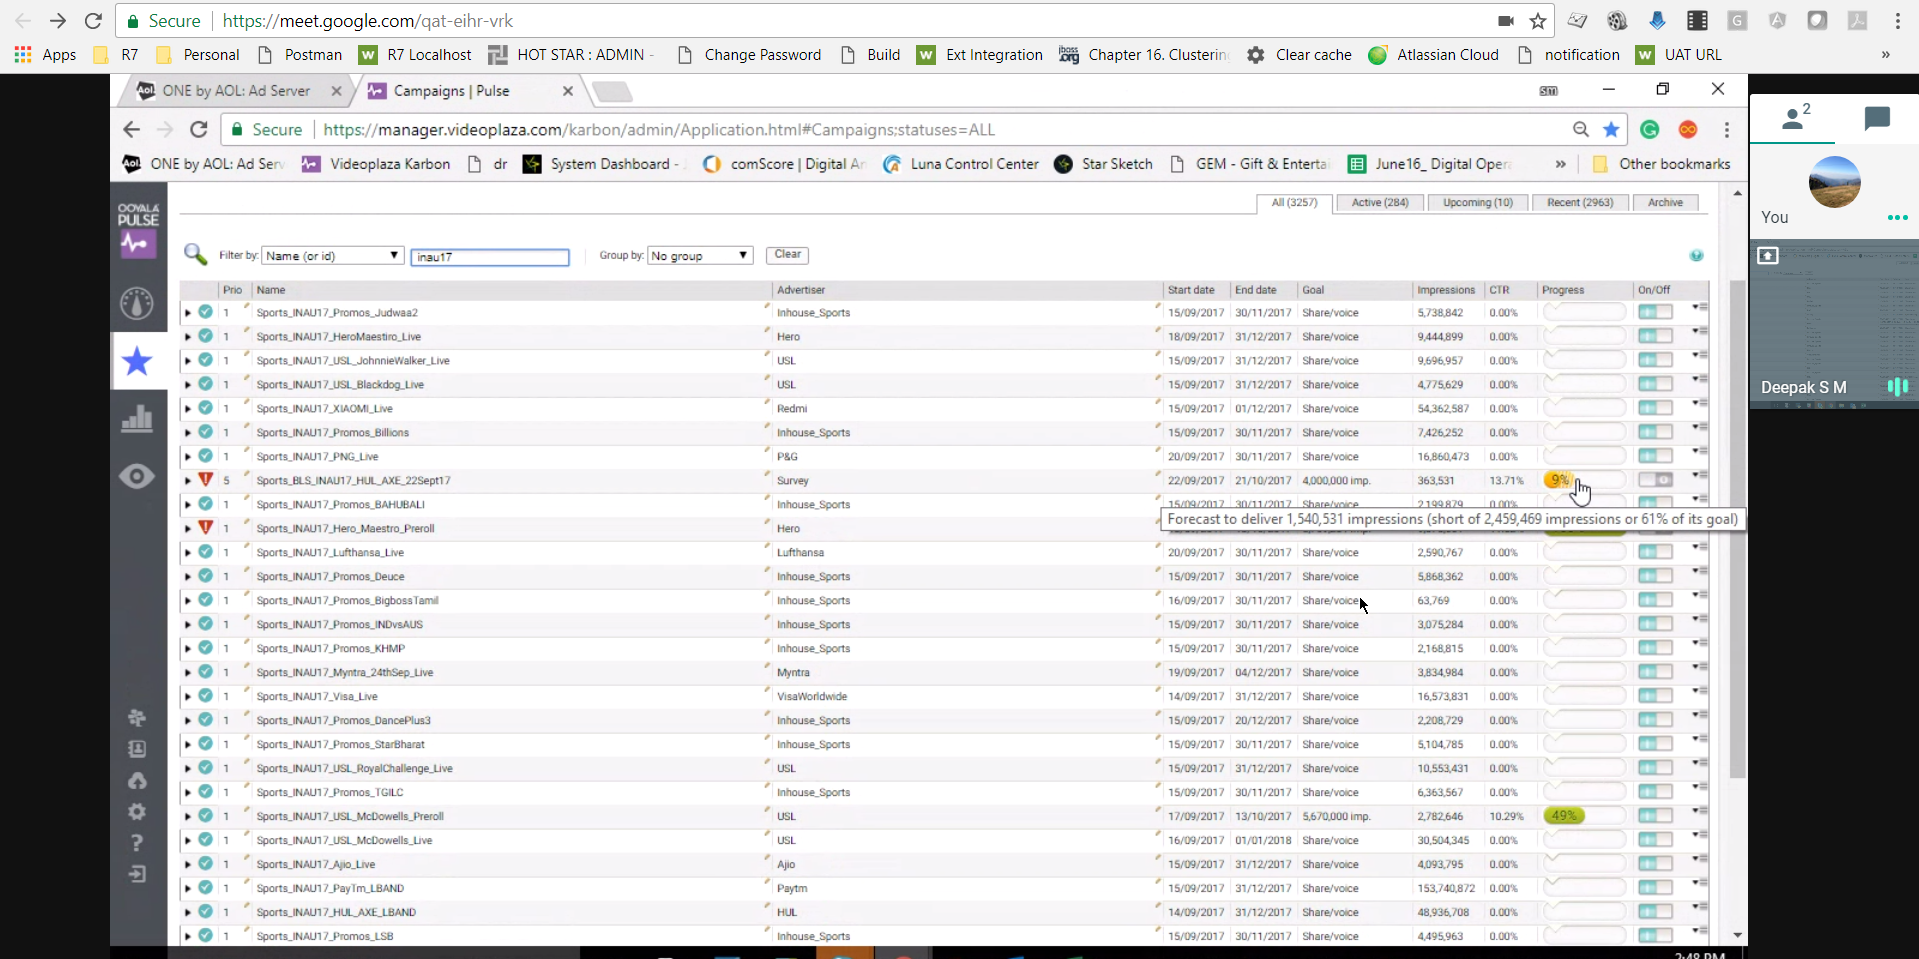 Secure | https://meet.google.com/qat-eihr-vrk
Apps R7 Personal Postman R7 Localhost HOT STAR : ADMIN - Change Password Build Ext Integration Chapter 16. Clustering Clear cache Atlassian Cloud notification UAT URL »
ONE by AOL: Ad Server Campaigns | Pulse
Secure | https://manager.videoplaza.com/karbon/admin/Application.html#Campaigns;statuses=ALL
ONE by AOL: Ad Serv Videoplaza Karbon dr System Dashboard - comScore | Digital An Luna Control Center Star Sketch GEM - Gift & Enterta June16_ Digital Oper » Other bookmarks
2
You
Deepak S M
OOYALA
PULSE
All (3257) Active (284) Upcoming (10) Recent (2963) Archive
Filter by: Name (or id) inau17 Group by: No group Clear
Prio Name Advertiser Start date End date Goal Impressions CTR Progress On/Off
1 Sports_INAU17_Promos_Judwaa2 Inhouse_Sports 15/09/2017 30/11/2017 Share/voice 5,738,842 0.00%
1 Sports_INAU17_HeroMaestiro_Live Hero 18/09/2017 31/12/2017 Share/voice 9,444,899 0.00%
1 Sports_INAU17_USL_JohnnieWalker_Live USL 15/09/2017 31/12/2017 Share/voice 9,696,957 0.00%
1 Sports_INAU17_USL_Blackdog_Live USL 15/09/2017 31/12/2017 Share/voice 4,775,629 0.00%
1 Sports_INAU17_XIAOMI_Live Redmi 15/09/2017 01/12/2017 Share/voice 54,362,587 0.00%
1 Sports_INAU17_Promos_Billions Inhouse_Sports 15/09/2017 30/11/2017 Share/voice 7,426,252 0.00%
1 Sports_INAU17_PNG_Live P&G 20/09/2017 30/11/2017 Share/voice 16,860,473 0.00%
5 Sports_BLS_INAU17_HUL_AXE_22Sept17 Survey 22/09/2017 21/10/2017 4,000,000 imp. 363,531 13.71% 9%
1 Sports_INAU17_Promos_BAHUBALI Inhouse_Sports 15/09/2017 30/11/2017 Share/voice 2,199,879 0.00%
Forecast to deliver 1,540,531 impressions (short of 2,459,469 impressions or 61% of its goal)
1 Sports_INAU17_Hero_Maestro_Preroll Hero
1 Sports_INAU17_Lufthansa_Live Lufthansa 20/09/2017 30/11/2017 Share/voice 2,590,767 0.00%
1 Sports_INAU17_Promos_Deuce Inhouse_Sports 15/09/2017 30/11/2017 Share/voice 5,868,362 0.00%
1 Sports_INAU17_Promos_BigbossTamil Inhouse_Sports 16/09/2017 30/11/2017 Share/voice 63,769 0.00%
1 Sports_INAU17_Promos_INDvsAUS Inhouse_Sports 15/09/2017 30/11/2017 Share/voice 3,075,284 0.00%
1 Sports_INAU17_Promos_KHMP Inhouse_Sports 15/09/2017 30/11/2017 Share/voice 2,168,815 0.00%
1 Sports_INAU17_Myntra_24thSep_Live Myntra 19/09/2017 04/12/2017 Share/voice 3,834,984 0.00%
1 Sports_INAU17_Visa_Live VisaWorldwide 14/09/2017 31/12/2017 Share/voice 16,573,831 0.00%
1 Sports_INAU17_Promos_DancePlus3 Inhouse_Sports 15/09/2017 20/12/2017 Share/voice 2,208,729 0.00%
1 Sports_INAU17_Promos_StarBharat Inhouse_Sports 15/09/2017 30/11/2017 Share/voice 5,104,785 0.00%
1 Sports_INAU17_USL_RoyalChallenge_Live USL 15/09/2017 31/12/2017 Share/voice 10,553,431 0.00%
1 Sports_INAU17_Promos_TGILC Inhouse_Sports 15/09/2017 30/11/2017 Share/voice 6,363,567 0.00%
1 Sports_INAU17_USL_McDowells_Preroll USL 17/09/2017 13/10/2017 5,670,000 imp. 2,782,646 10.29% 49%
1 Sports_INAU17_USL_McDowells_Live USL 16/09/2017 01/01/2018 Share/voice 30,504,345 0.00%
1 Sports_INAU17_Ajio_Live Ajio 15/09/2017 31/12/2017 Share/voice 4,093,795 0.00%
1 Sports_INAU17_PayTm_LBAND Paytm 15/09/2017 31/12/2017 Share/voice 153,740,872 0.00%
1 Sports_INAU17_HUL_AXE_LBAND HUL 14/09/2017 31/12/2017 Share/voice 48,936,708 0.00%
1 Sports_INAU17_Promos_LSB Inhouse_Sports 15/09/2017 30/11/2017 Share/voice 4,495,963 0.00%
2:48 PM